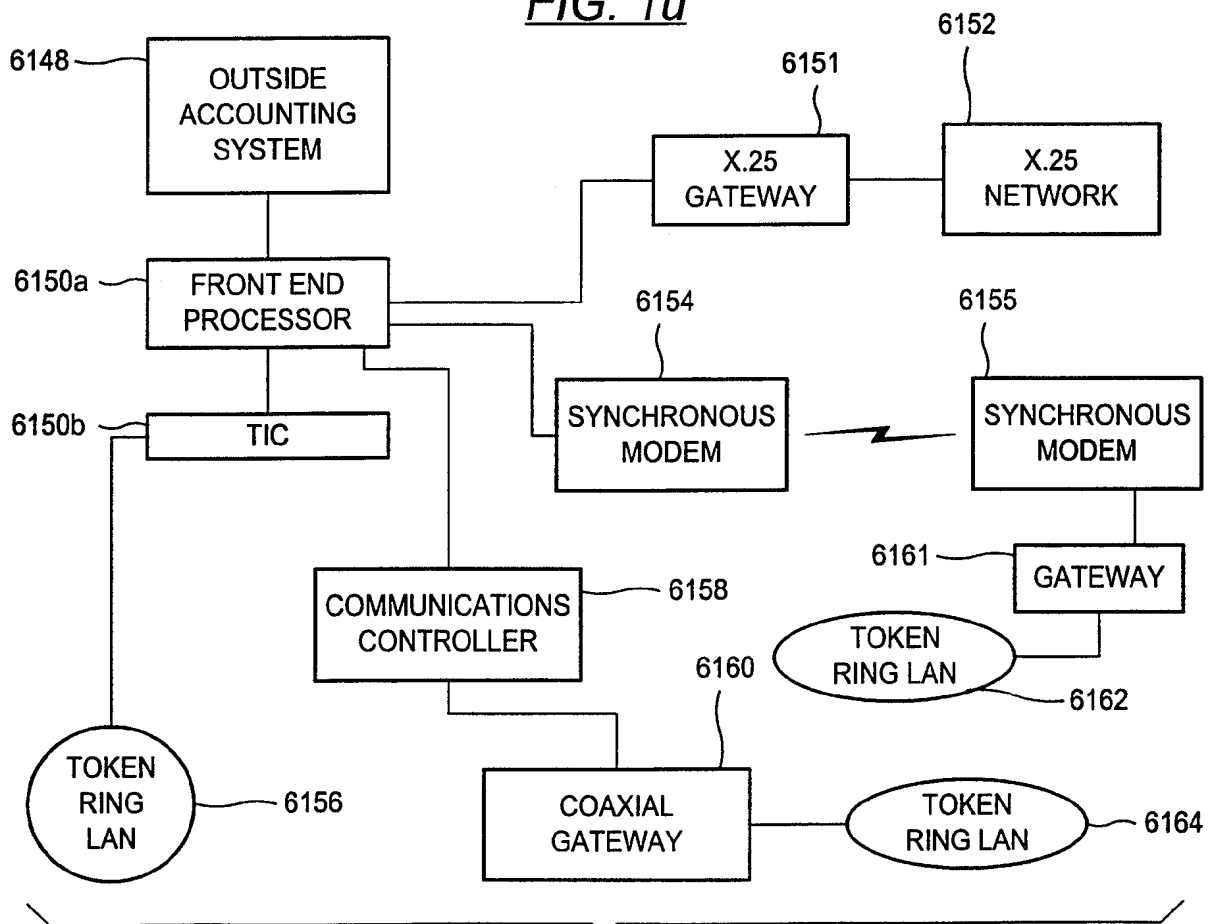 FIG. 1u
6148
OUTSIDE
ACCOUNTING
SYSTEM
6151
X.25
GATEWAY
6152
X.25
NETWORK
6150a
FRONT END
PROCESSOR
6150b
TIC
6154
SYNCHRONOUS
MODEM
6155
SYNCHRONOUS
MODEM
6161
GATEWAY
COMMUNICATIONS
CONTROLLER
6158
TOKEN
RING LAN
6162
6160
COAXIAL
GATEWAY
TOKEN
RING
LAN
6156
TOKEN
RING LAN
6164